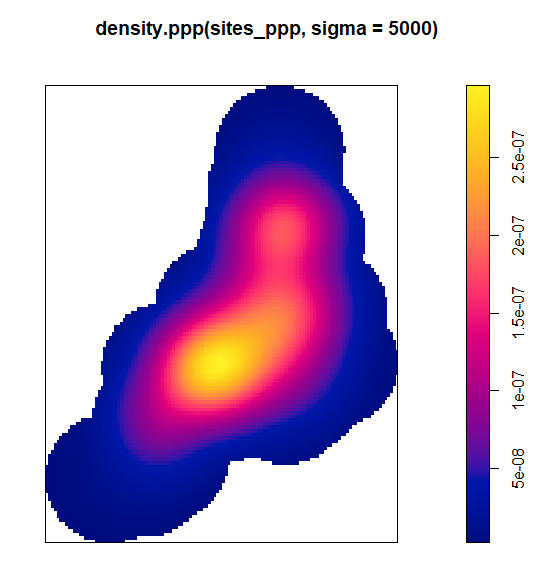 density.ppp(sites_ppp, sigma = 5000)
2.5e-07
2e-07
1.5e-07
1e-07
5e-08